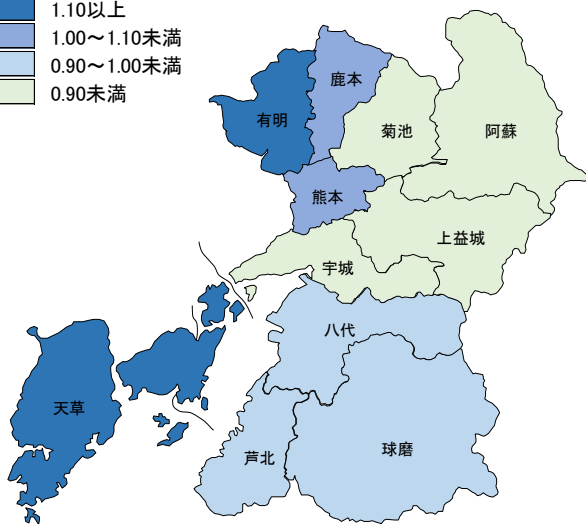 1.10以上
1.00～1.10未満
0.90～1.00未満
0.90未満
鹿本
有明
菊池
阿蘇
熊本
上益城
宇城
八代
天草
芦北
球磨